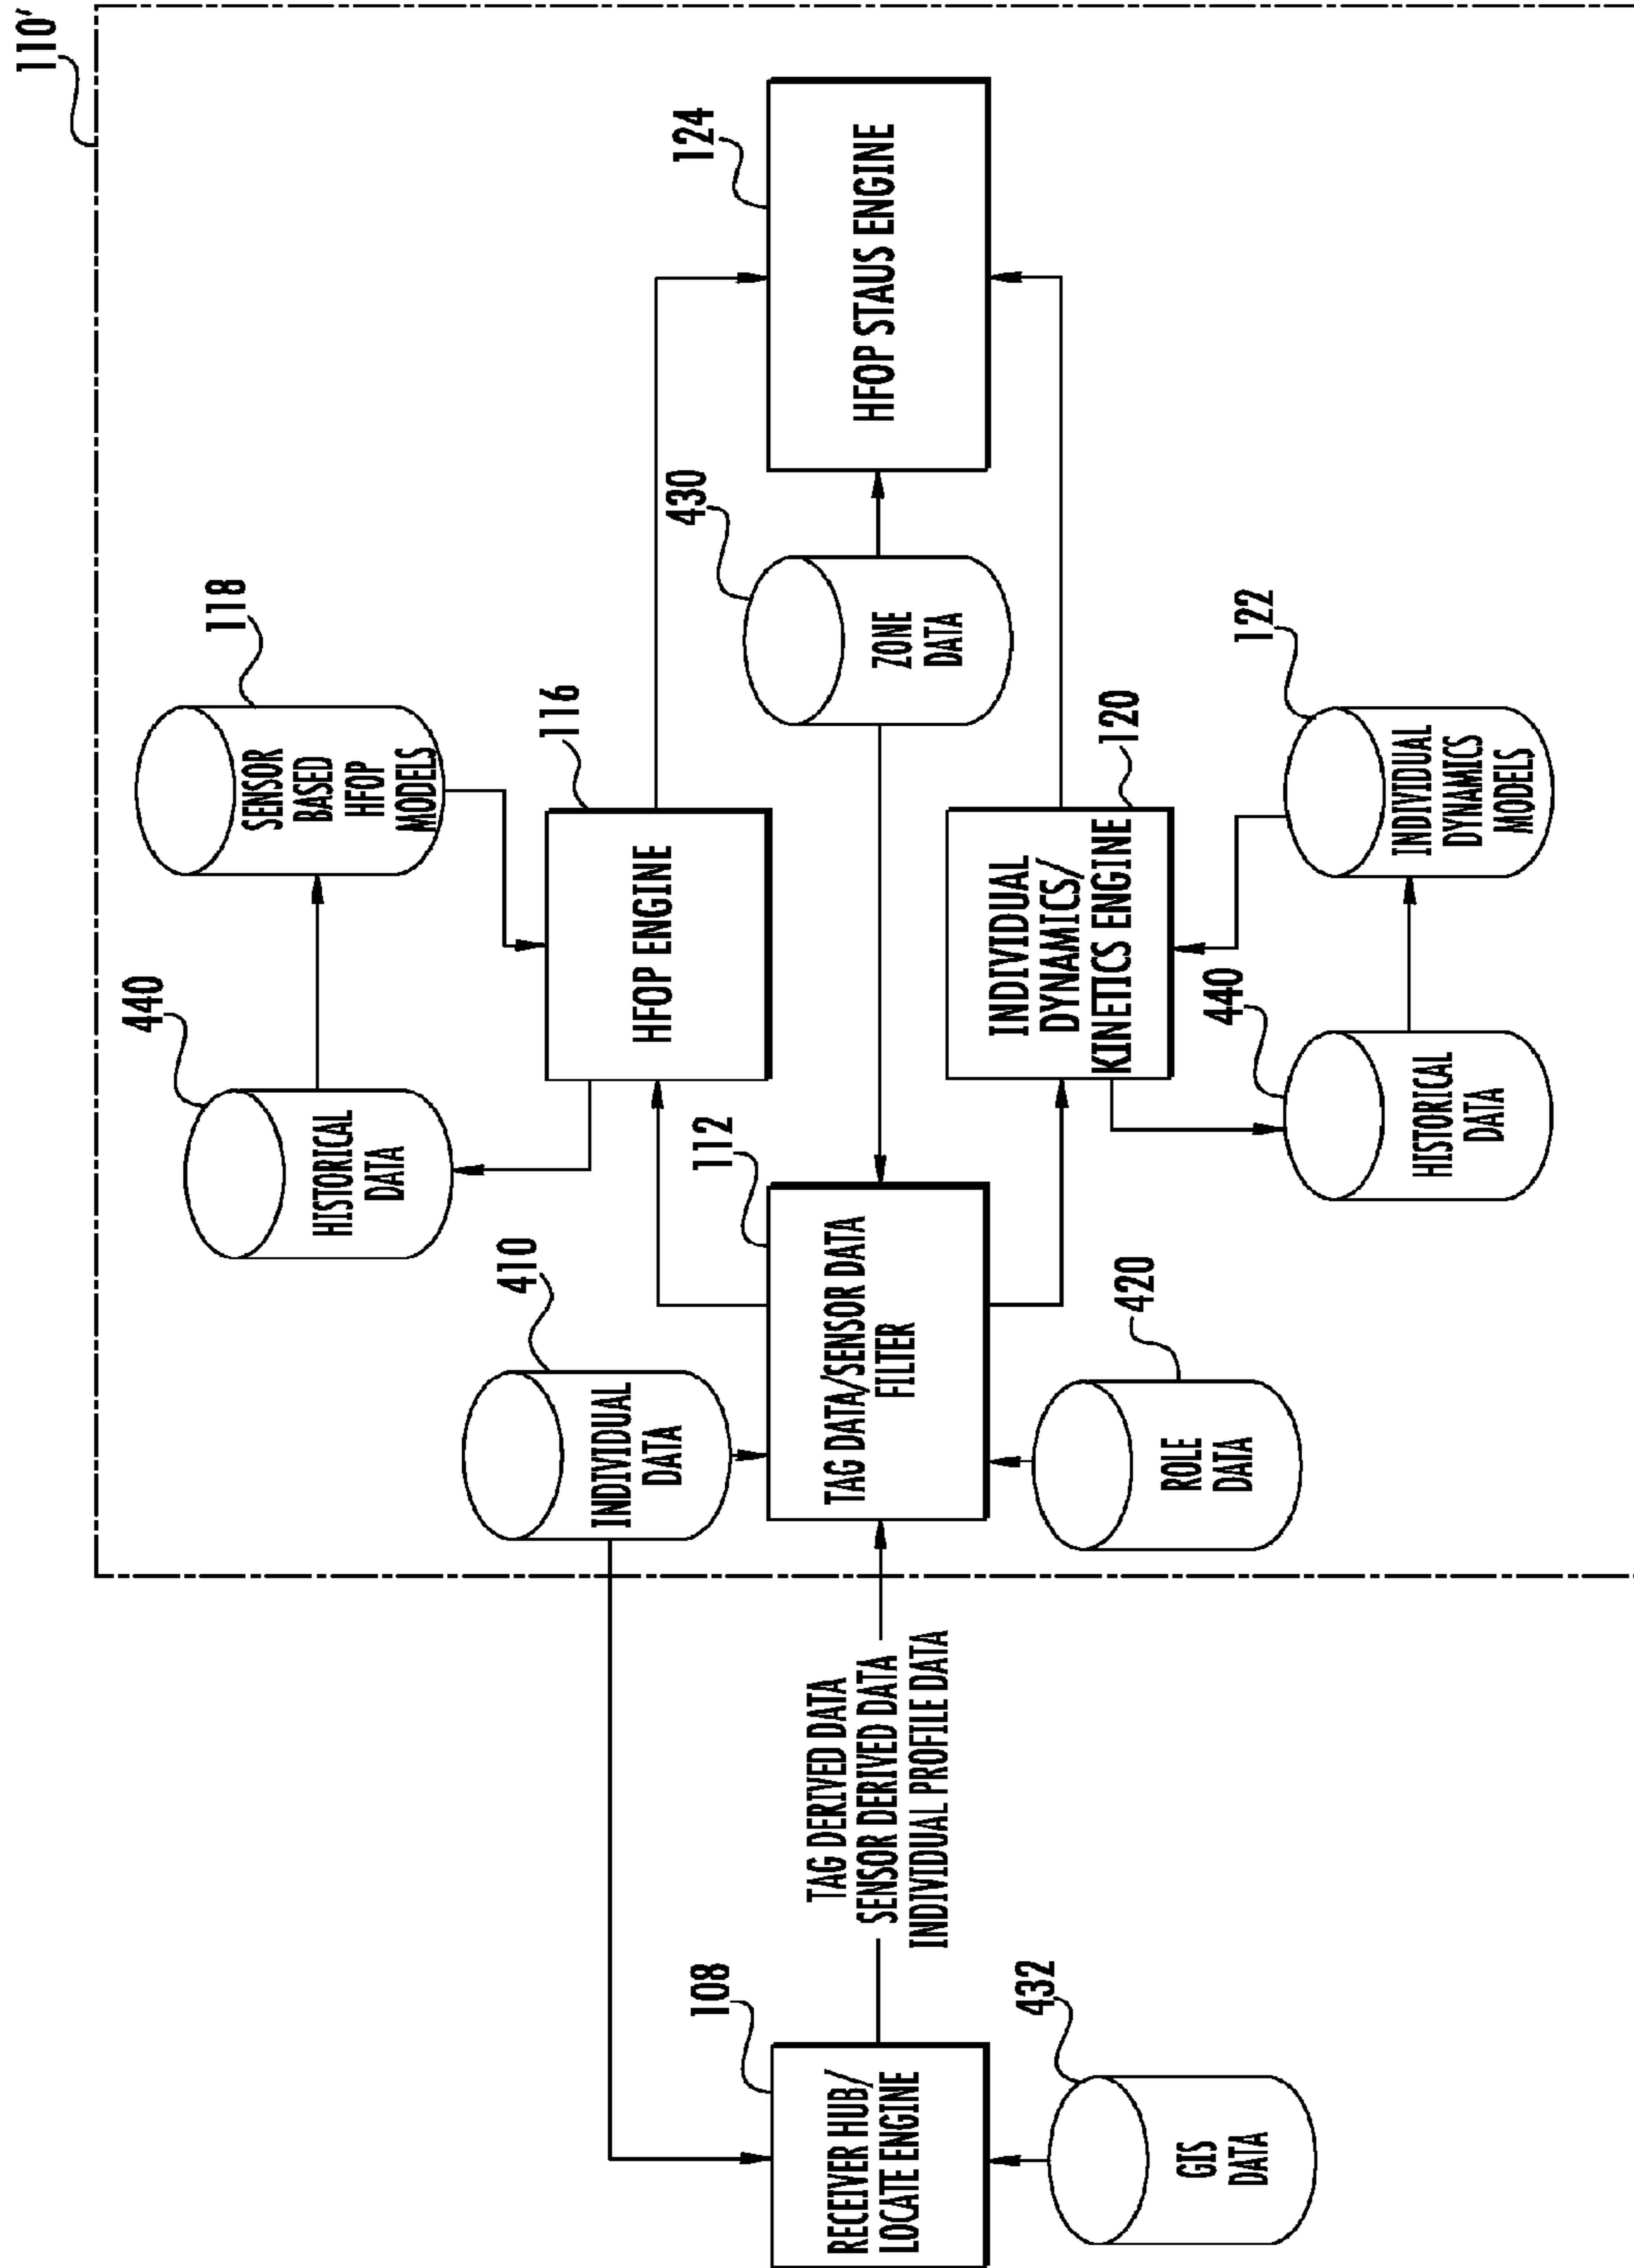 110'
124
HFOP STAUS ENGINE
430
ZONE
DATA
118
SENSOR
BASED
HFOP
MODELS
116
HFOP ENGINE
120
INDIVIDUAL
DYNAMICS/
KINETICS ENGINE
122
INDIVIDUAL
DYNAMICS
MODELS
440
HISTORICAL
DATA
440
HISTORICAL
DATA
112
TAG DATA/SENSOR DATA
FILTER
410
INDIVIDUAL
DATA
420
ROLE
DATA
TAG DERIVED DATA
SENSOR DERIVED DATA
INDIVIDUAL PROFILE DATA
108
RECEIVER HUB/
LOCATE ENGINE
432
GIS
DATA